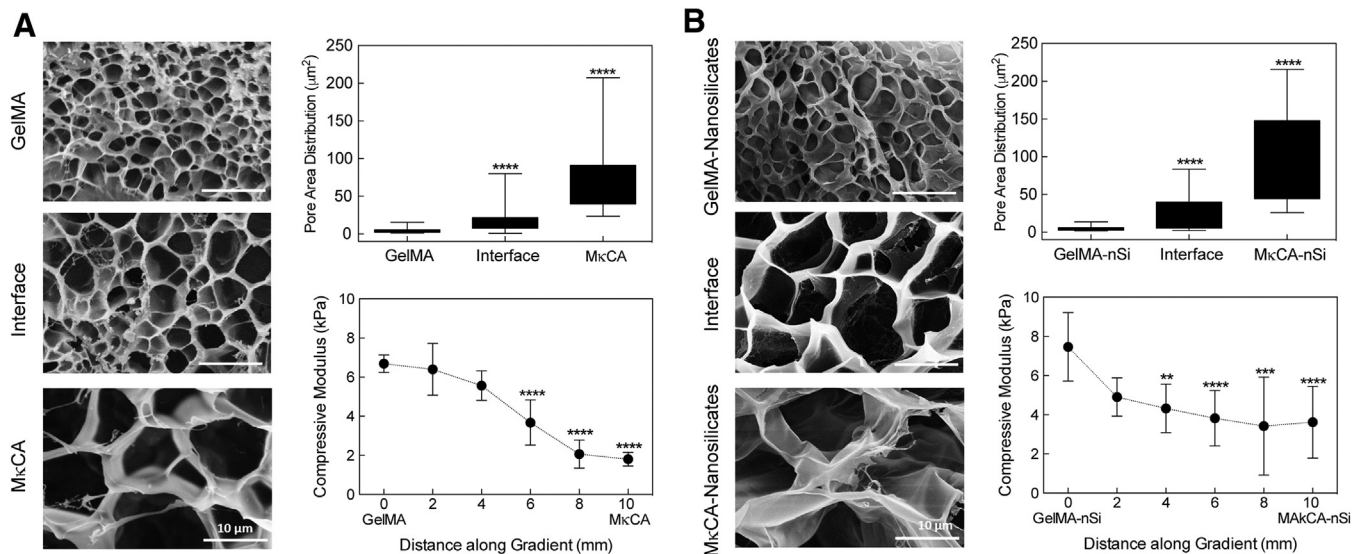 A
GelMA
Interface
MκCA
10 μm
Pore Area Distribution (μm²)
250
200
150
100
50
0
****
****
GelMA Interface MκCA
Compressive Modulus (kPa)
10
8
6
4
2
0
****
****
****
0 2 4 6 8 10
GelMA MκCA
Distance along Gradient (mm)
B
GelMA-Nanosilicates
Interface
MκCA-Nanosilicates
10 μm
Pore Area Distribution (μm²)
250
200
150
100
50
0
****
****
GelMA-nSi Interface MκCA-nSi
Compressive Modulus (kPa)
10
8
6
4
2
0
**
****
***
****
0 2 4 6 8 10
GelMA-nSi MAkCA-nSi
Distance along Gradient (mm)